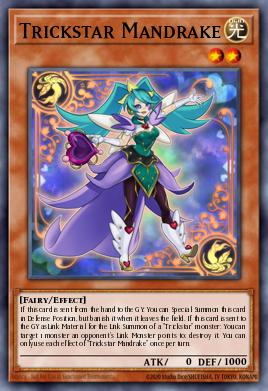 Trickstar Mandrake
光
[Fairy/Effect]
If this card is sent from the hand to the GY: You can Special Summon this card
in Defense Position, but banish it when it leaves the field. If this card is sent to the
GY as Link Material for the Link Summon of a "Trickstar" monster: You can
target 1 monster an opponent's Link Monster points to; destroy it. You can
only use each effect of "Trickstar Mandrake" once per turn.
ATK/ 0 DEF/1000